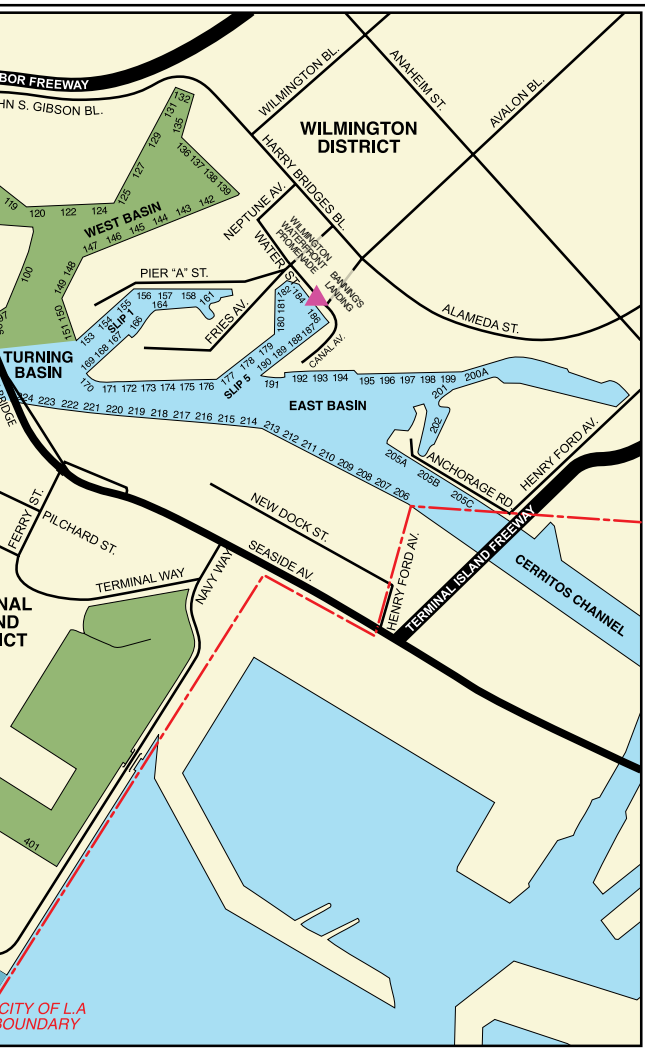 BOR FREEWAY
HN S. GIBSON BL.
WILMINGTON BL.
ANAHEIM ST.
AVALON BL.
WILMINGTON
DISTRICT
HARRY BRIDGES BL.
132
131
135
129
136
137
138
139
127
125
119
120
122
124
142
143
144
145
146
147
WEST BASIN
NEPTUNE AV.
WATER ST.
WILMINGTON
WATERFRONT
PROMENADE
BANNING'S
LANDING
100
148
149
150
151
PIER "A" ST.
156
157
158
161
155
164
154
SLIP 1
166
153
167
168
169
170
FRIES AV.
182
184
181
186
180
187
188
179
189
178
190
177
SLIP 5
CANAL AV.
ALAMEDA ST.
TURNING
BASIN
171
172
173
174
175
176
191
192
193
194
195
196
197
198
199
200A
201
202
EAST BASIN
224
223
222
221
220
219
218
217
216
215
214
213
212
211
210
209
208
207
206
205A
205B
205C
ANCHORAGE RD.
HENRY FORD AV.
RIDGE
FERRY ST.
PILCHARD ST.
NEW DOCK ST.
SEASIDE AV.
TERMINAL WAY
NAVY WAY
HENRY FORD AV.
TERMINAL ISLAND FREEWAY
CERRITOS CHANNEL
NAL
ND
ICT
401
CITY OF L.A
BOUNDARY